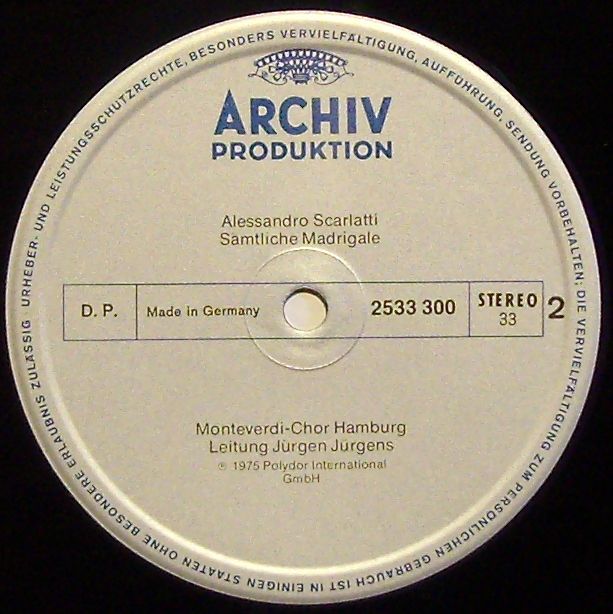 URHEBER- UND LEISTUNGSSCHUTZRECHTE, BESONDERS VERVIELFÄLTIGUNG, AUFFÜHRUNG, SENDUNG VORBEHALTEN; DIE VERVIELFÄLTIGUNG ZUM PERSÖNLICHEN GEBRAUCH IST IN EINIGEN STAATEN OHNE BESONDERE ERLAUBNIS ZULÄSSIG ·
ARCHIV
PRODUKTION
Alessandro Scarlatti
Samtliche Madrigale
D. P.
Made in Germany
2533 300
STEREO
33
2
Monteverdi-Chor Hamburg
Leitung Jürgen Jürgens
℗ 1975 Polydor International
GmbH